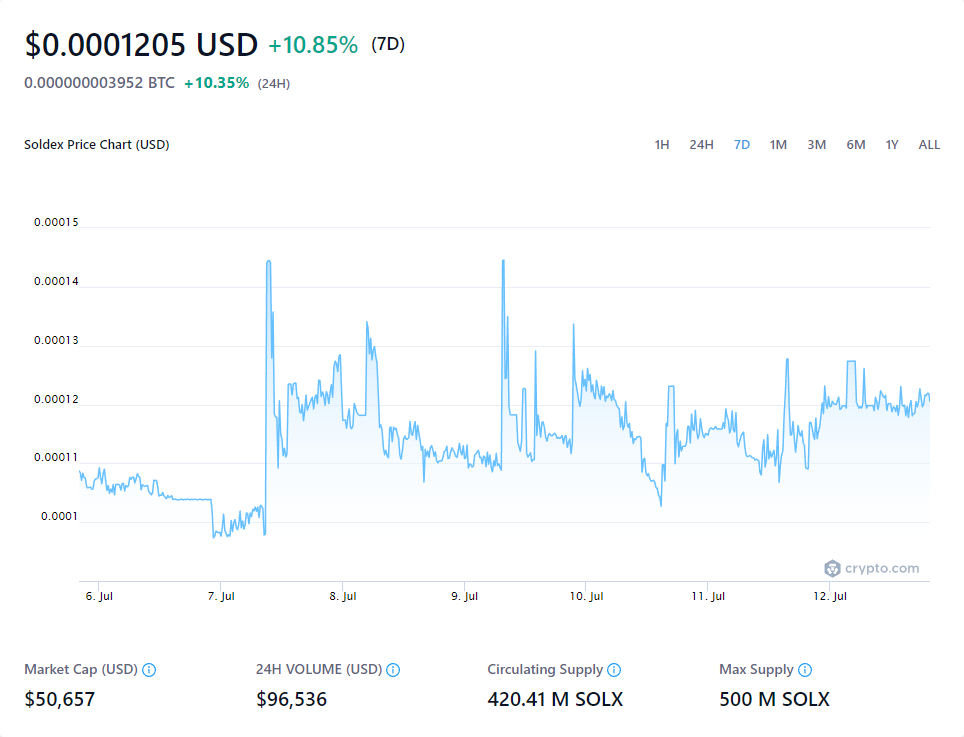 $0.0001205 USD +10.85% (7D)
0.000000003952 BTC +10.35% (24H)
Soldex Price Chart (USD) 1H 24H 7D 1M 3M 6M 1Y ALL
0.00015
0.00014
0.00013
0.00012
0.00011
0.0001
crypto.com
6. Jul 7. Jul 8. Jul 9. Jul 10. Jul 11. Jul 12. Jul
Market Cap (USD) 24H VOLUME (USD) Circulating Supply Max Supply
$50,657 $96,536 420.41 M SOLX 500 M SOLX